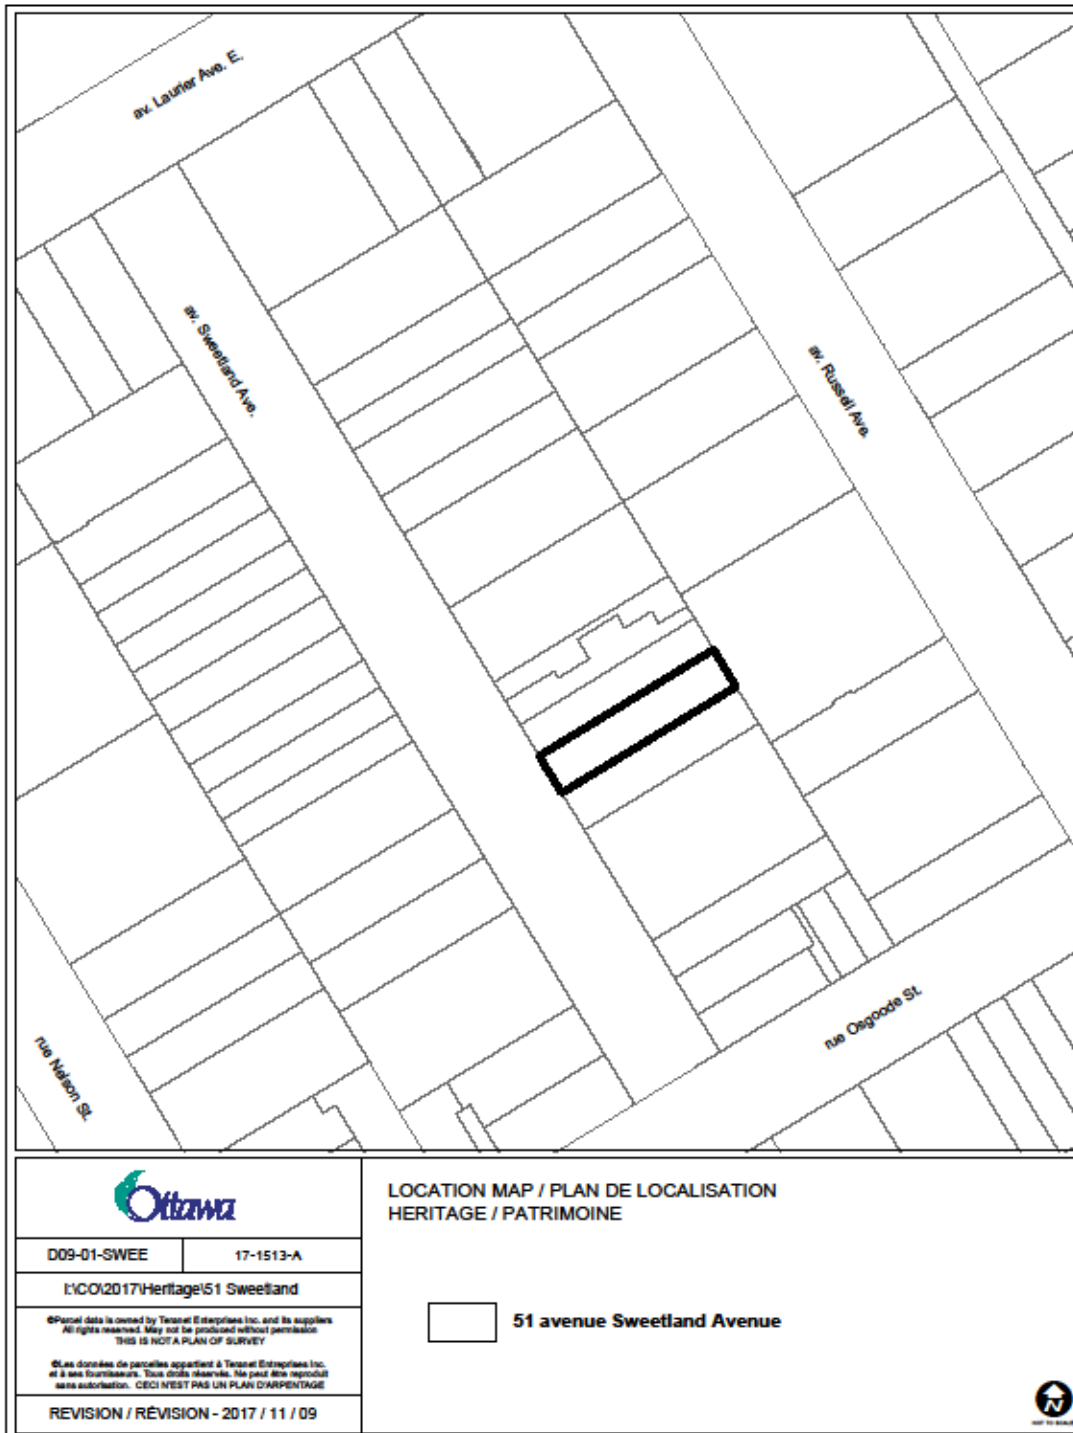 av. Laurier Ave. E.
av. Sweetland Ave.
av. Russell Ave.
rue Nelson St.
rue Osgoode St.
Ottawa
D09-01-SWEE
17-1513-A
I:\CO\2017\Heritage\51 Sweetland
©Parcel data is owned by Teranet Enterprises Inc. and its suppliers
All rights reserved. May not be produced without permission
THIS IS NOT A PLAN OF SURVEY
©Les données de parcelles appartient à Teranet Entreprises Inc.
et à ses fournisseurs. Tous droits réservés. Ne peut être reproduit
sans autorisation. CECI N'EST PAS UN PLAN D'ARPENTAGE
REVISION / RÉVISION - 2017 / 11 / 09
LOCATION MAP / PLAN DE LOCALISATION
HERITAGE / PATRIMOINE
51 avenue Sweetland Avenue
N
NOT TO SCALE